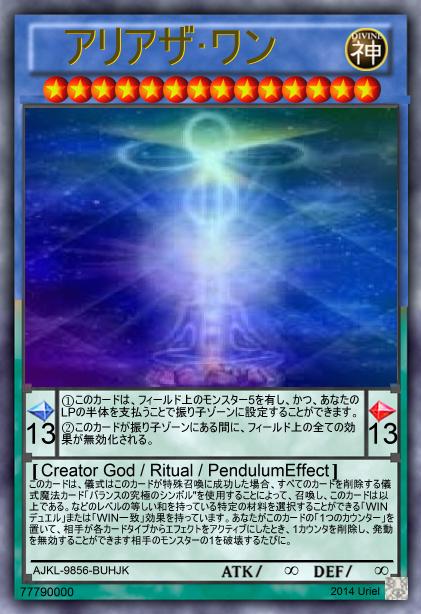 アリアザ・ワン
DIVINE
神
①このカードは、フィールド上のモンスター5を有し、かつ、あなたの
LPの半体を支払うことで振り子ゾーンに設定することができます。
②このカードが振り子ゾーンにある間に、フィールド上の全ての効
果が無効化される。
13
13
[ Creator God / Ritual / PendulumEffect ]
このカードは、儀式はこのカードが特殊召喚に成功した場合、すべてのカードを削除する儀
式魔法カード「バランスの究極のシンボル"を使用することによって、召喚し、このカードは以
上である。などのレベルの等しい和を持っている特定の材料を選択することができる「WIN
デュエル」または「WIN一致」効果を持っています。あなたがこのカードの「1つのカウンター」を
置いて、相手が各カードタイプからエフェクトをアクティブにしたとき、1カウンタを削除し、発動
を無効することができます相手のモンスターの1を破壊するたびに。
AJKL-9856-BUHJK
ATK / ∞ DEF / ∞
77790000
2014 Uriel